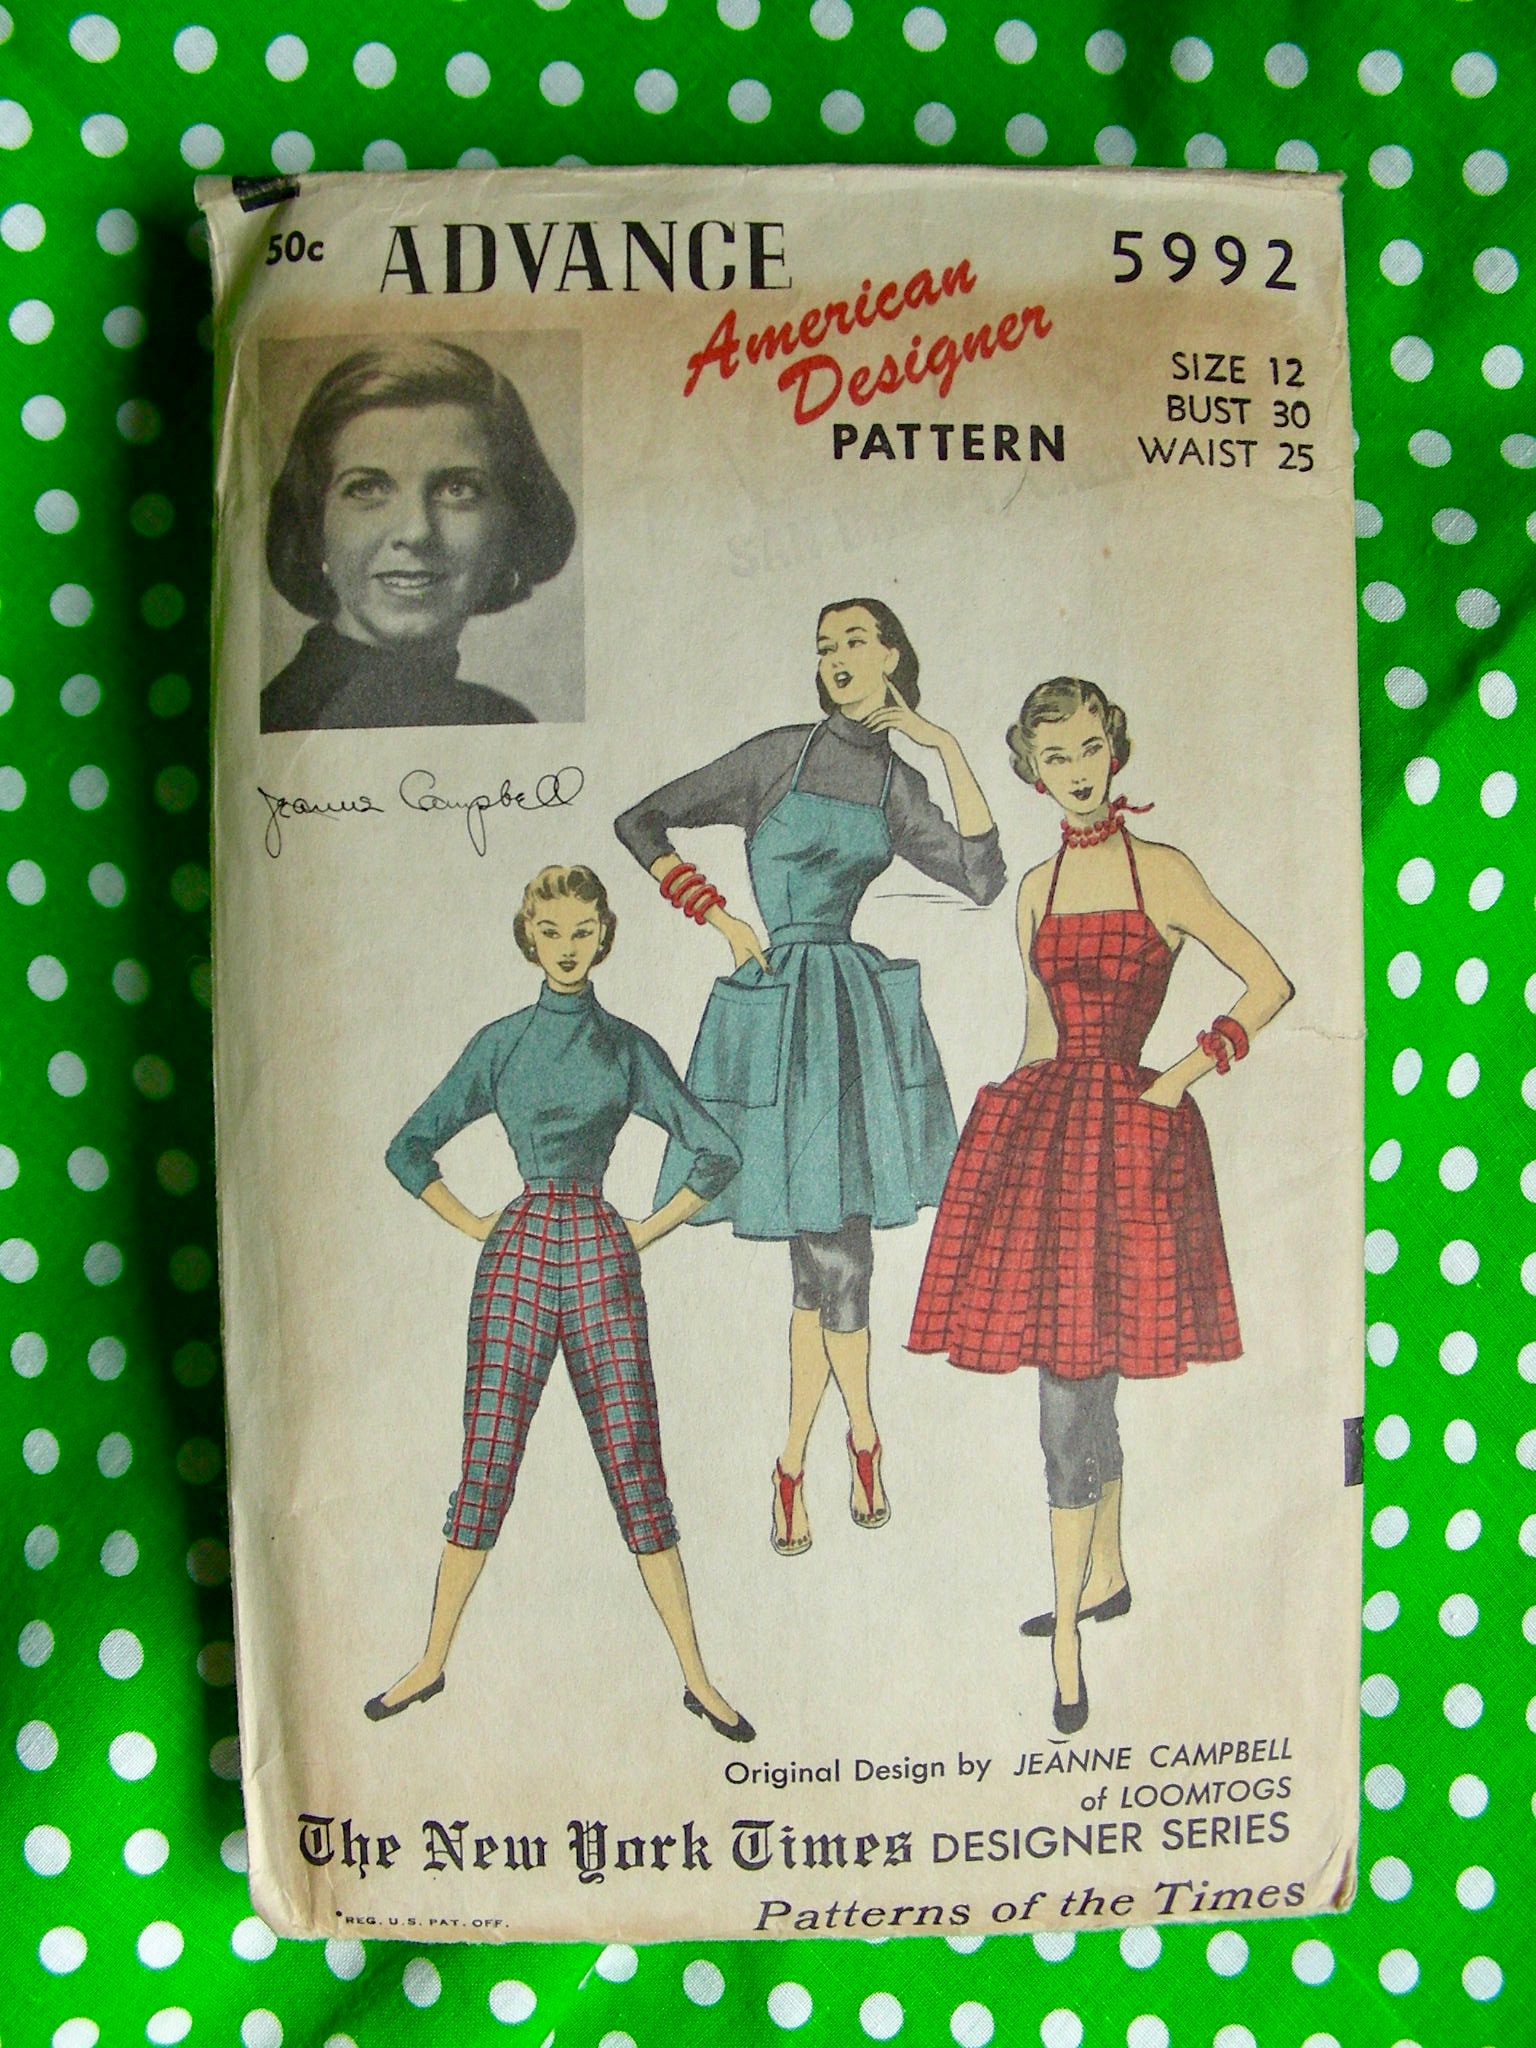 50c ADVANCE 5992
American
Designer
PATTERN
SIZE 12
BUST 30
WAIST 25
Jeanne Campbell
Original Design by JEANNE CAMPBELL
of LOOMTOGS
The New York Times DESIGNER SERIES
Patterns of the Times
*REG. U.S. PAT. OFF.